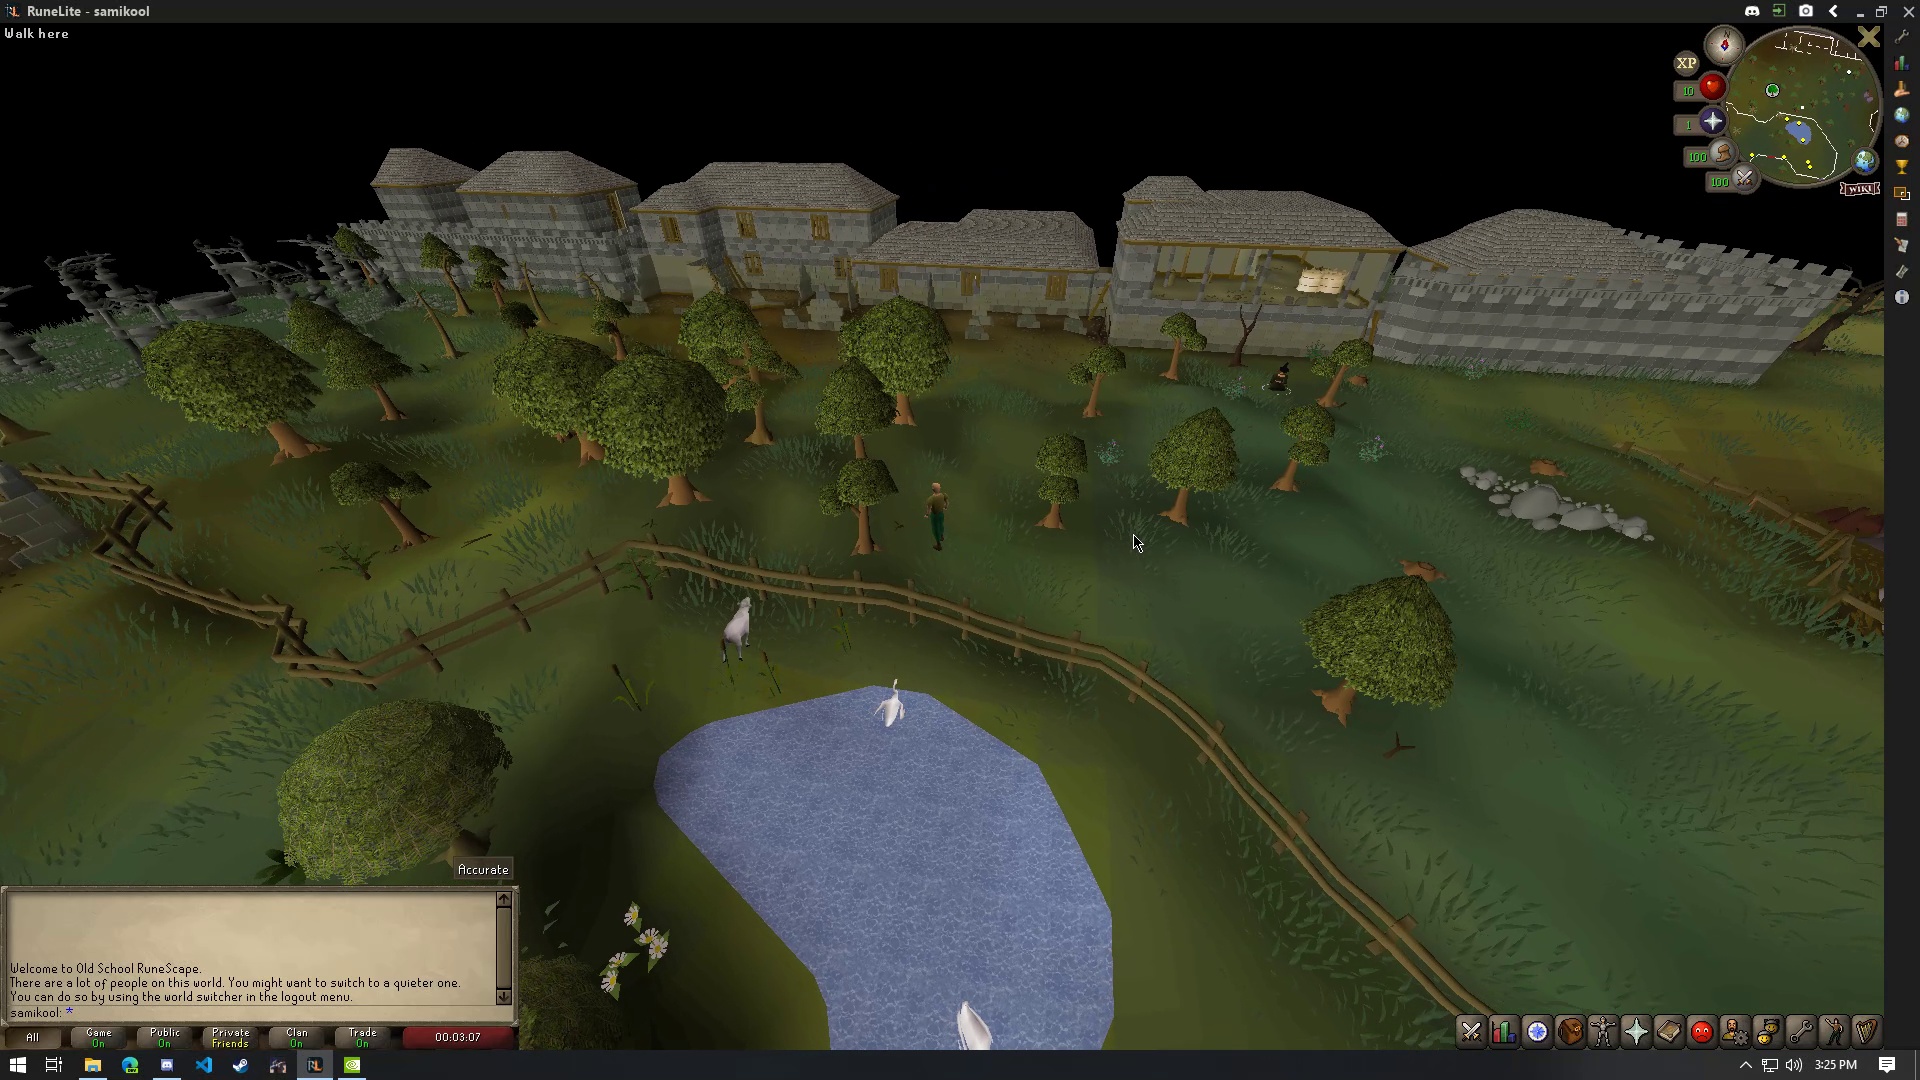 RuneLite - samikool
Walk here
N
XP
10
1
100
100
WIKI
Accurate
Welcome to Old School RuneScape.
There are a lot of people on this world. You might want to switch to a quieter one.
You can do so by using the world switcher in the logout menu.
samikool: *
All
Game
On
Public
On
Private
Friends
Clan
On
Trade
On
00:03:07
3:25 PM